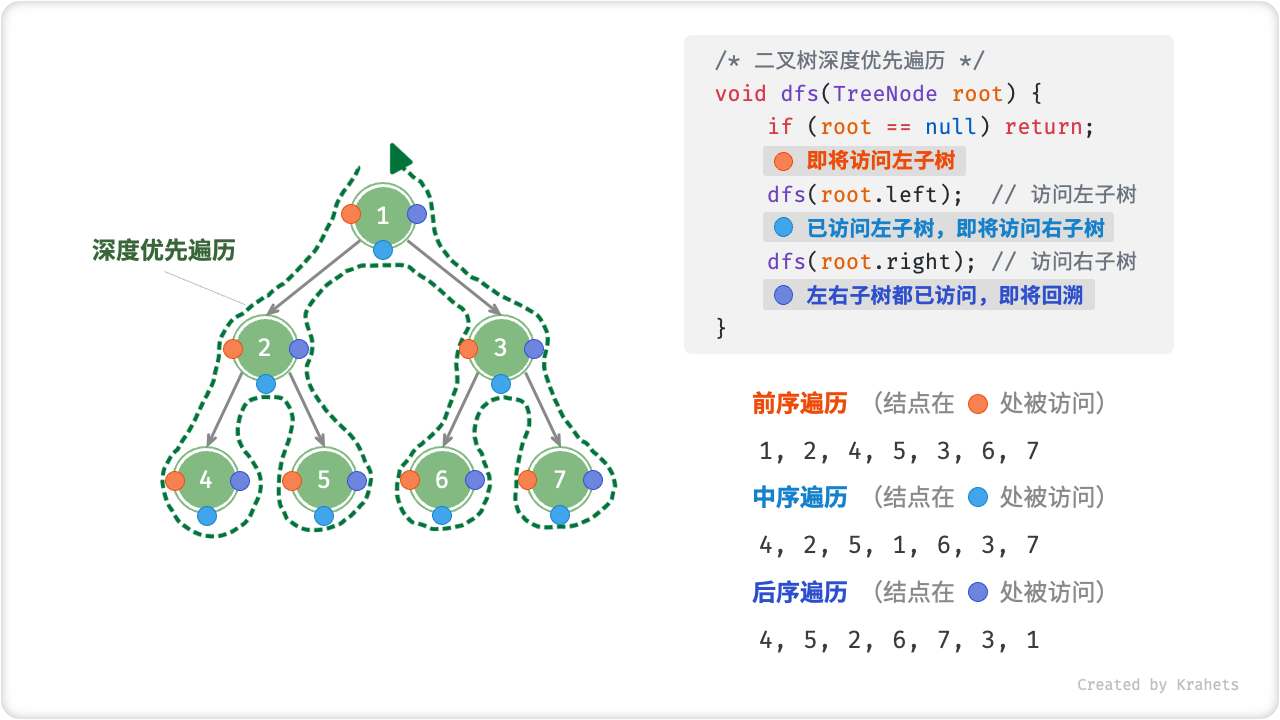 深度优先遍历
1
2
3
4
5
6
7
/* 二叉树深度优先遍历 */
void dfs(TreeNode root) {
if (root == null) return;
即将访问左子树
dfs(root.left);  // 访问左子树
已访问左子树，即将访问右子树
dfs(root.right); // 访问右子树
左右子树都已访问，即将回溯
}
前序遍历 （结点在 处被访问）
1, 2, 4, 5, 3, 6, 7
中序遍历 （结点在 处被访问）
4, 2, 5, 1, 6, 3, 7
后序遍历 （结点在 处被访问）
4, 5, 2, 6, 7, 3, 1
Created by Krahets